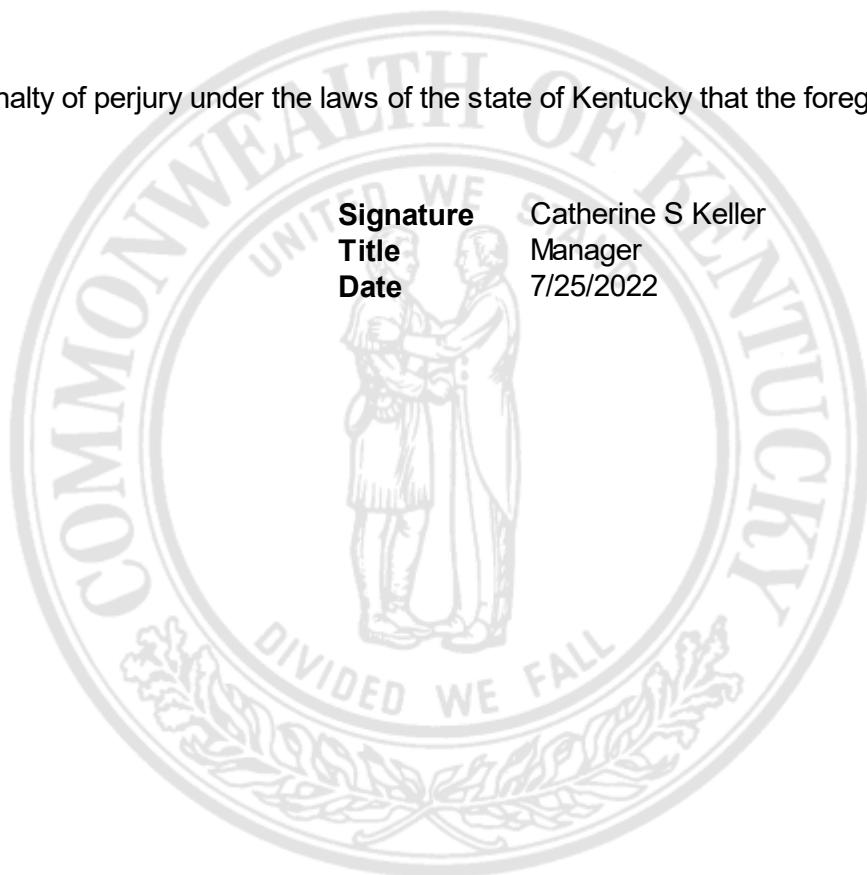 nalty of perjury under the laws of the state of Kentucky that the foreg
Signature Catherine S Keller
Title Manager
Date 7/25/2022
COMMONWEALTH OF KENTUCKY
UNITED WE
DIVIDED WE FALL